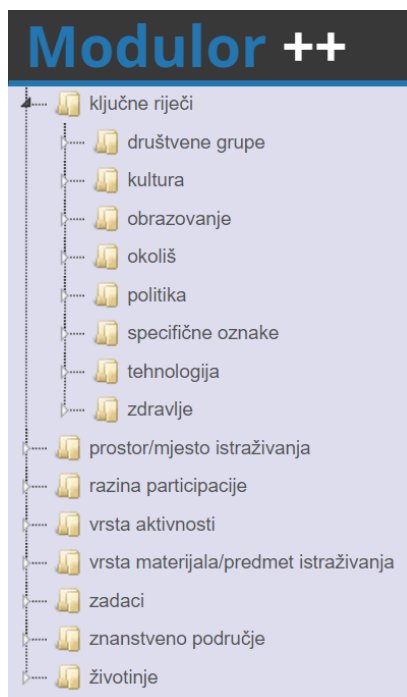 Modulor ++
ključne riječi
društvene grupe
kultura
obrazovanje
okoliš
politika
specifične oznake
tehnologija
zdravlje
prostor/mjesto istraživanja
razina participacije
vrsta aktivnosti
vrsta materijala/predmet istraživanja
zadaci
znanstveno područje
životinje